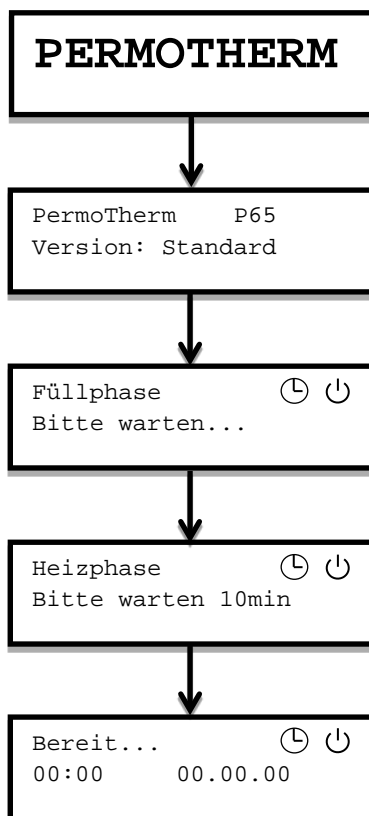 PERMOTHERM
PermoTherm P65
Version: Standard
Füllphase
Bitte warten...
Heizphase
Bitte warten 10min
Bereit...
00:00 00.00.00